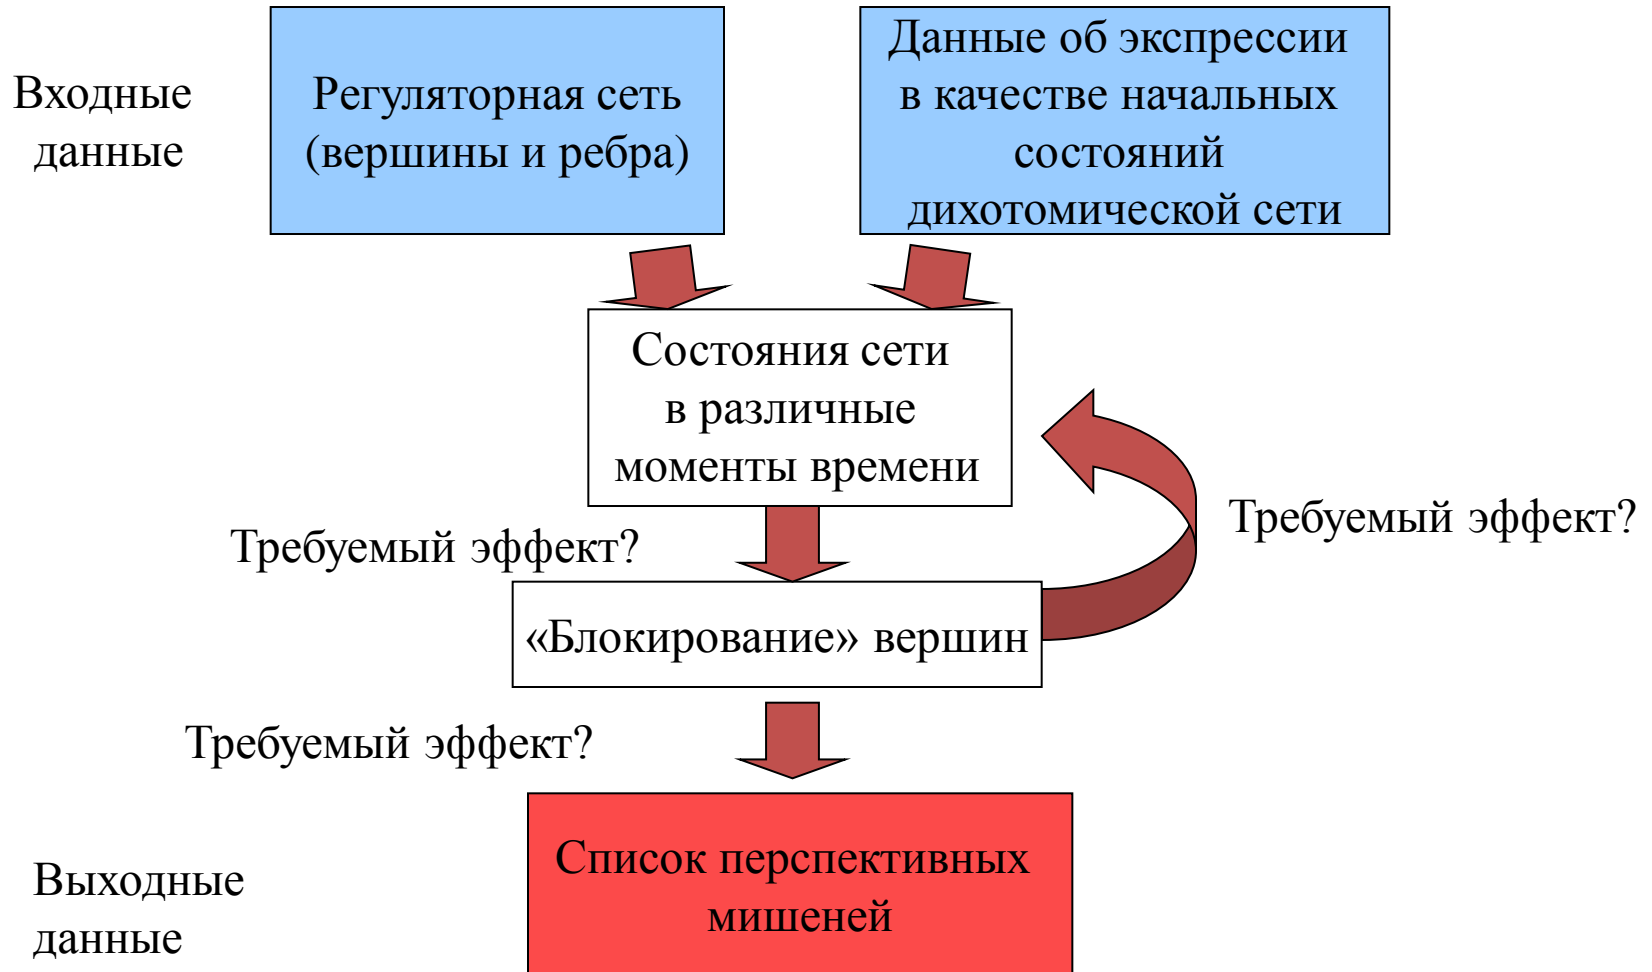 Входные
данные
Регуляторная сеть
(вершины и ребра)
Данные об экспрессии
в качестве начальных
состояний
дихотомической сети
Состояния сети
в различные
моменты времени
Требуемый эффект?
Требуемый эффект?
«Блокирование» вершин
Требуемый эффект?
Список перспективных
мишеней
Выходные
данные